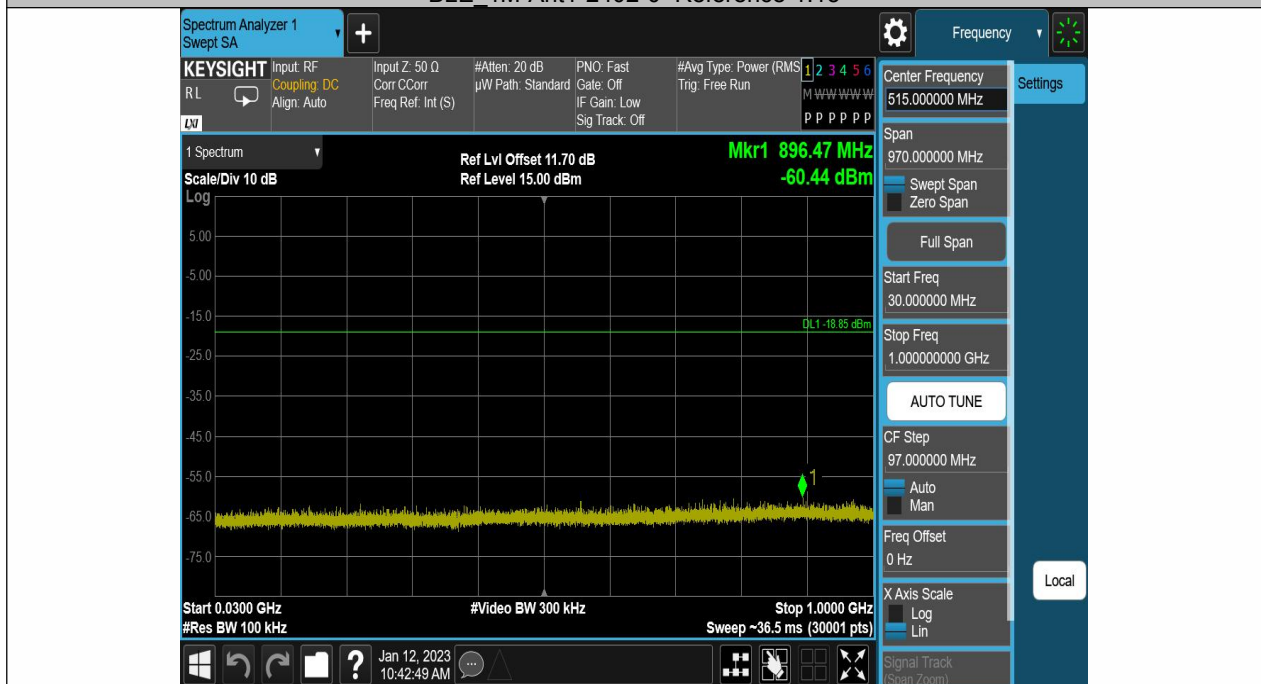 Spectrum Analyzer 1
Swept SA
+
Frequency
KEYSIGHT
RL
LXI
Input: RF
Coupling: DC
Align: Auto
Input Z: 50 Ω
Corr CCorr
Freq Ref: Int (S)
#Atten: 20 dB
µW Path: Standard
PNO: Fast
Gate: Off
IF Gain: Low
Sig Track: Off
#Avg Type: Power (RMS
Trig: Free Run
1 2 3 4 5 6
M W W W W W
P P P P P P
Center Frequency
515.000000 MHz
Settings
Span
970.000000 MHz
Swept Span
Zero Span
Full Span
Start Freq
30.000000 MHz
Stop Freq
1.000000000 GHz
AUTO TUNE
CF Step
97.000000 MHz
Auto
Man
Freq Offset
0 Hz
X Axis Scale
Log
Lin
Signal Track
(Span Zoom)
Local
1 Spectrum
Scale/Div 10 dB
Ref Lvl Offset 11.70 dB
Ref Level 15.00 dBm
Mkr1 896.47 MHz
-60.44 dBm
Log
5.00
-5.00
-15.0
DL1 -18.85 dBm
-25.0
-35.0
-45.0
-55.0
1
-65.0
-75.0
Start 0.0300 GHz
#Res BW 100 kHz
#Video BW 300 kHz
Stop 1.0000 GHz
Sweep ~36.5 ms (30001 pts)
?
Jan 12, 2023
10:42:49 AM